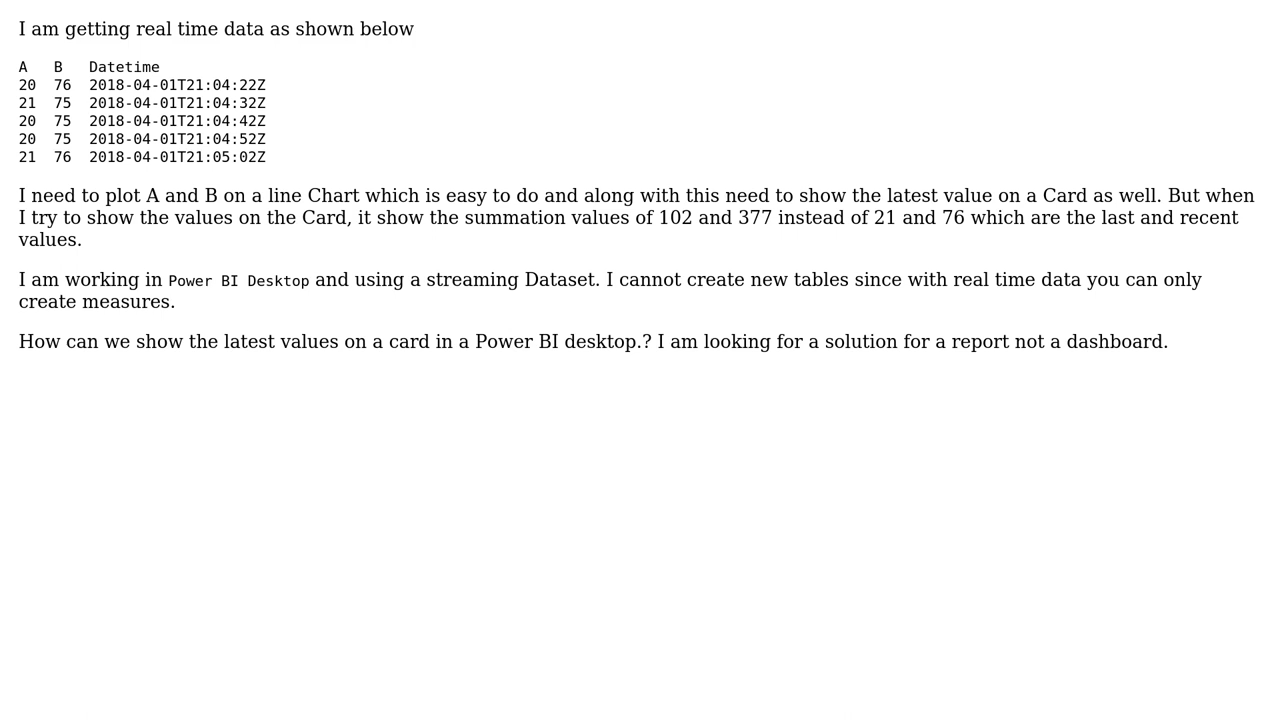 I am getting real time data as shown below
A   B   Datetime
20  76  2018-04-01T21:04:22Z
21  75  2018-04-01T21:04:32Z
20  75  2018-04-01T21:04:42Z
20  75  2018-04-01T21:04:52Z
21  76  2018-04-01T21:05:02Z
I need to plot A and B on a line Chart which is easy to do and along with this need to show the latest value on a Card as well. But when
I try to show the values on the Card, it show the summation values of 102 and 377 instead of 21 and 76 which are the last and recent
values.
I am working in Power BI Desktop and using a streaming Dataset. I cannot create new tables since with real time data you can only
create measures.
How can we show the latest values on a card in a Power BI desktop.? I am looking for a solution for a report not a dashboard.